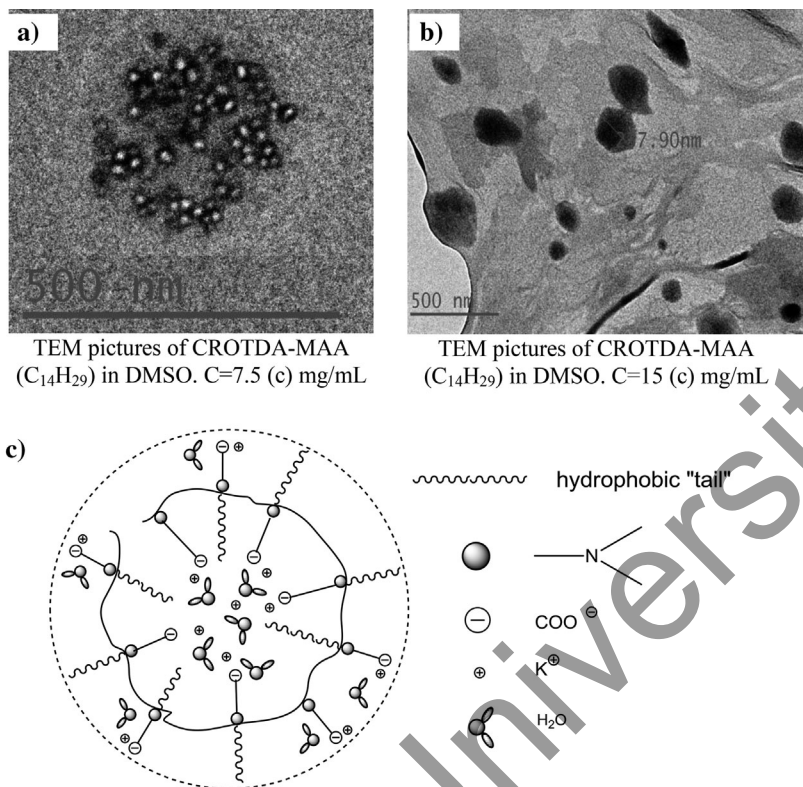 a)
500 nm
b)
7.90nm
500 nm
TEM pictures of CROTDA-MAA
(C₁₄H₂₉) in DMSO. C=7.5 (c) mg/mL
TEM pictures of CROTDA-MAA
(C₁₄H₂₉) in DMSO. C=15 (c) mg/mL
c)
hydrophobic "tail"
N
COO⊖
K⊕
H₂O
Universit